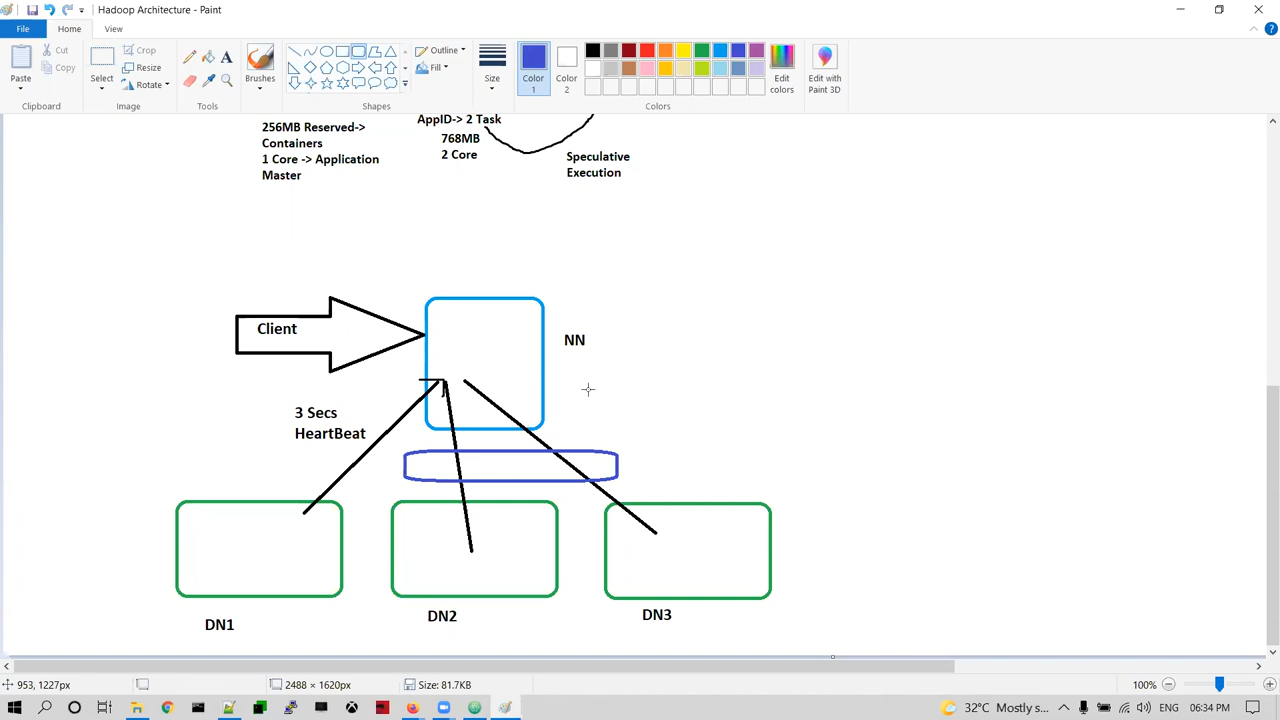 Hadoop Architecture - Paint
File
Home
View
Paste
Cut
Copy
Clipboard
Select
Crop
Resize
Rotate
Image
Tools
Brushes
Shapes
Outline
Fill
Size
Color 1
Color 2
Colors
Edit colors
Edit with Paint 3D
256MB Reserved->
Containers
1 Core -> Application
Master
AppID-> 2 Task
768MB
2 Core
Speculative
Execution
Client
NN
3 Secs
HeartBeat
DN1
DN2
DN3
953, 1227px
2488 × 1620px
Size: 81.7KB
100%
32°C Mostly s...
ENG
06:34 PM